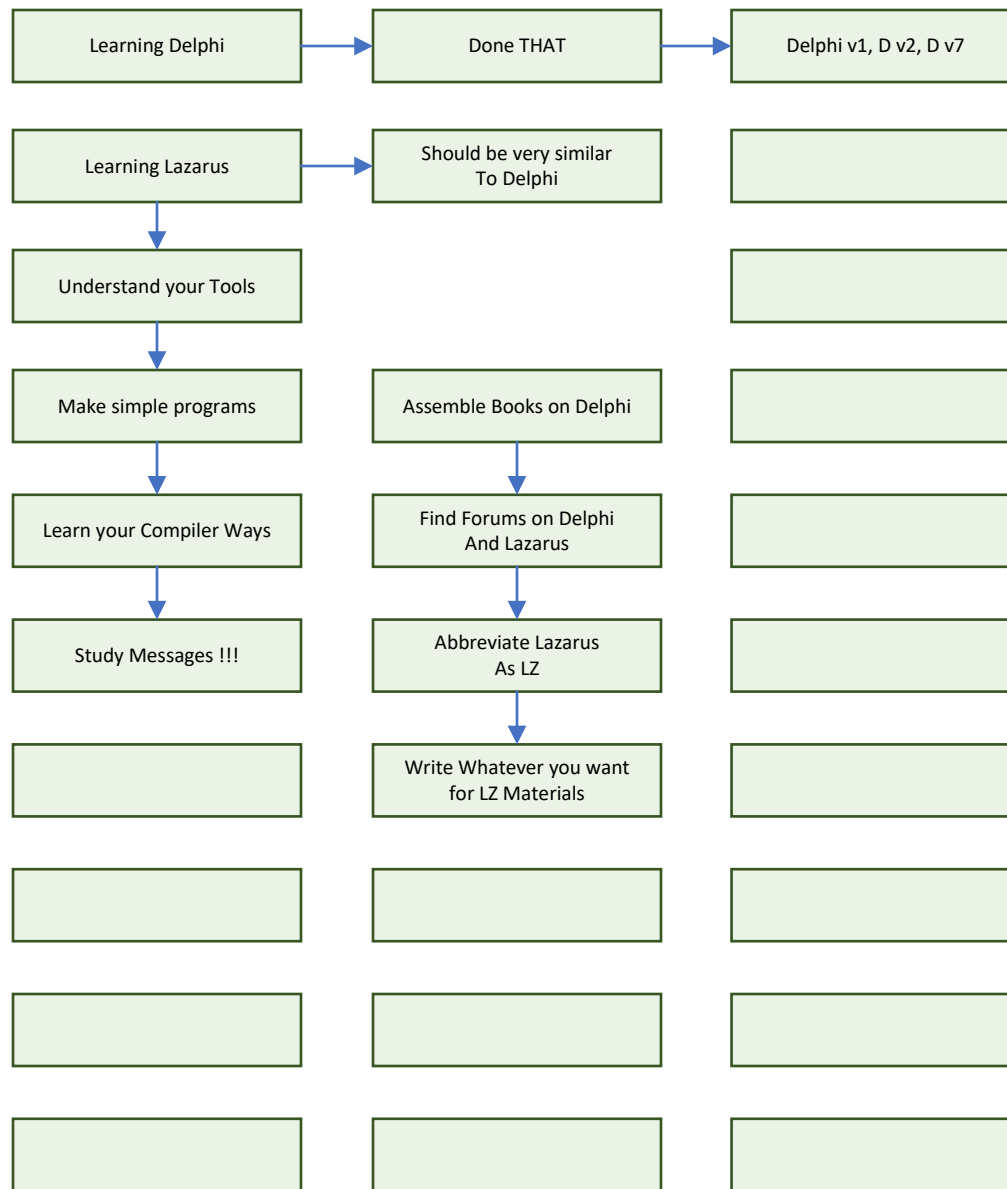 Learning Delphi
Done THAT
Delphi v1, D v2, D v7
Learning Lazarus
Should be very similar
To Delphi
Understand your Tools
Make simple programs
Assemble Books on Delphi
Learn your Compiler Ways
Find Forums on Delphi
And Lazarus
Study Messages !!!
Abbreviate Lazarus
As LZ
Write Whatever you want
for LZ Materials